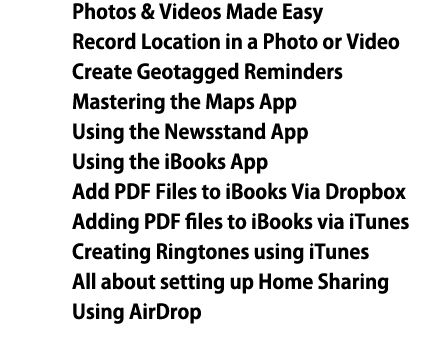 Photos & Videos Made Easy
Record Location in a Photo or Video
Create Geotagged Reminders
Mastering the Maps App
Using the Newsstand App
Using the iBooks App
Add PDF Files to iBooks Via Dropbox
Adding PDF files to iBooks via iTunes
Creating Ringtones using iTunes
All about setting up Home Sharing
Using AirDrop